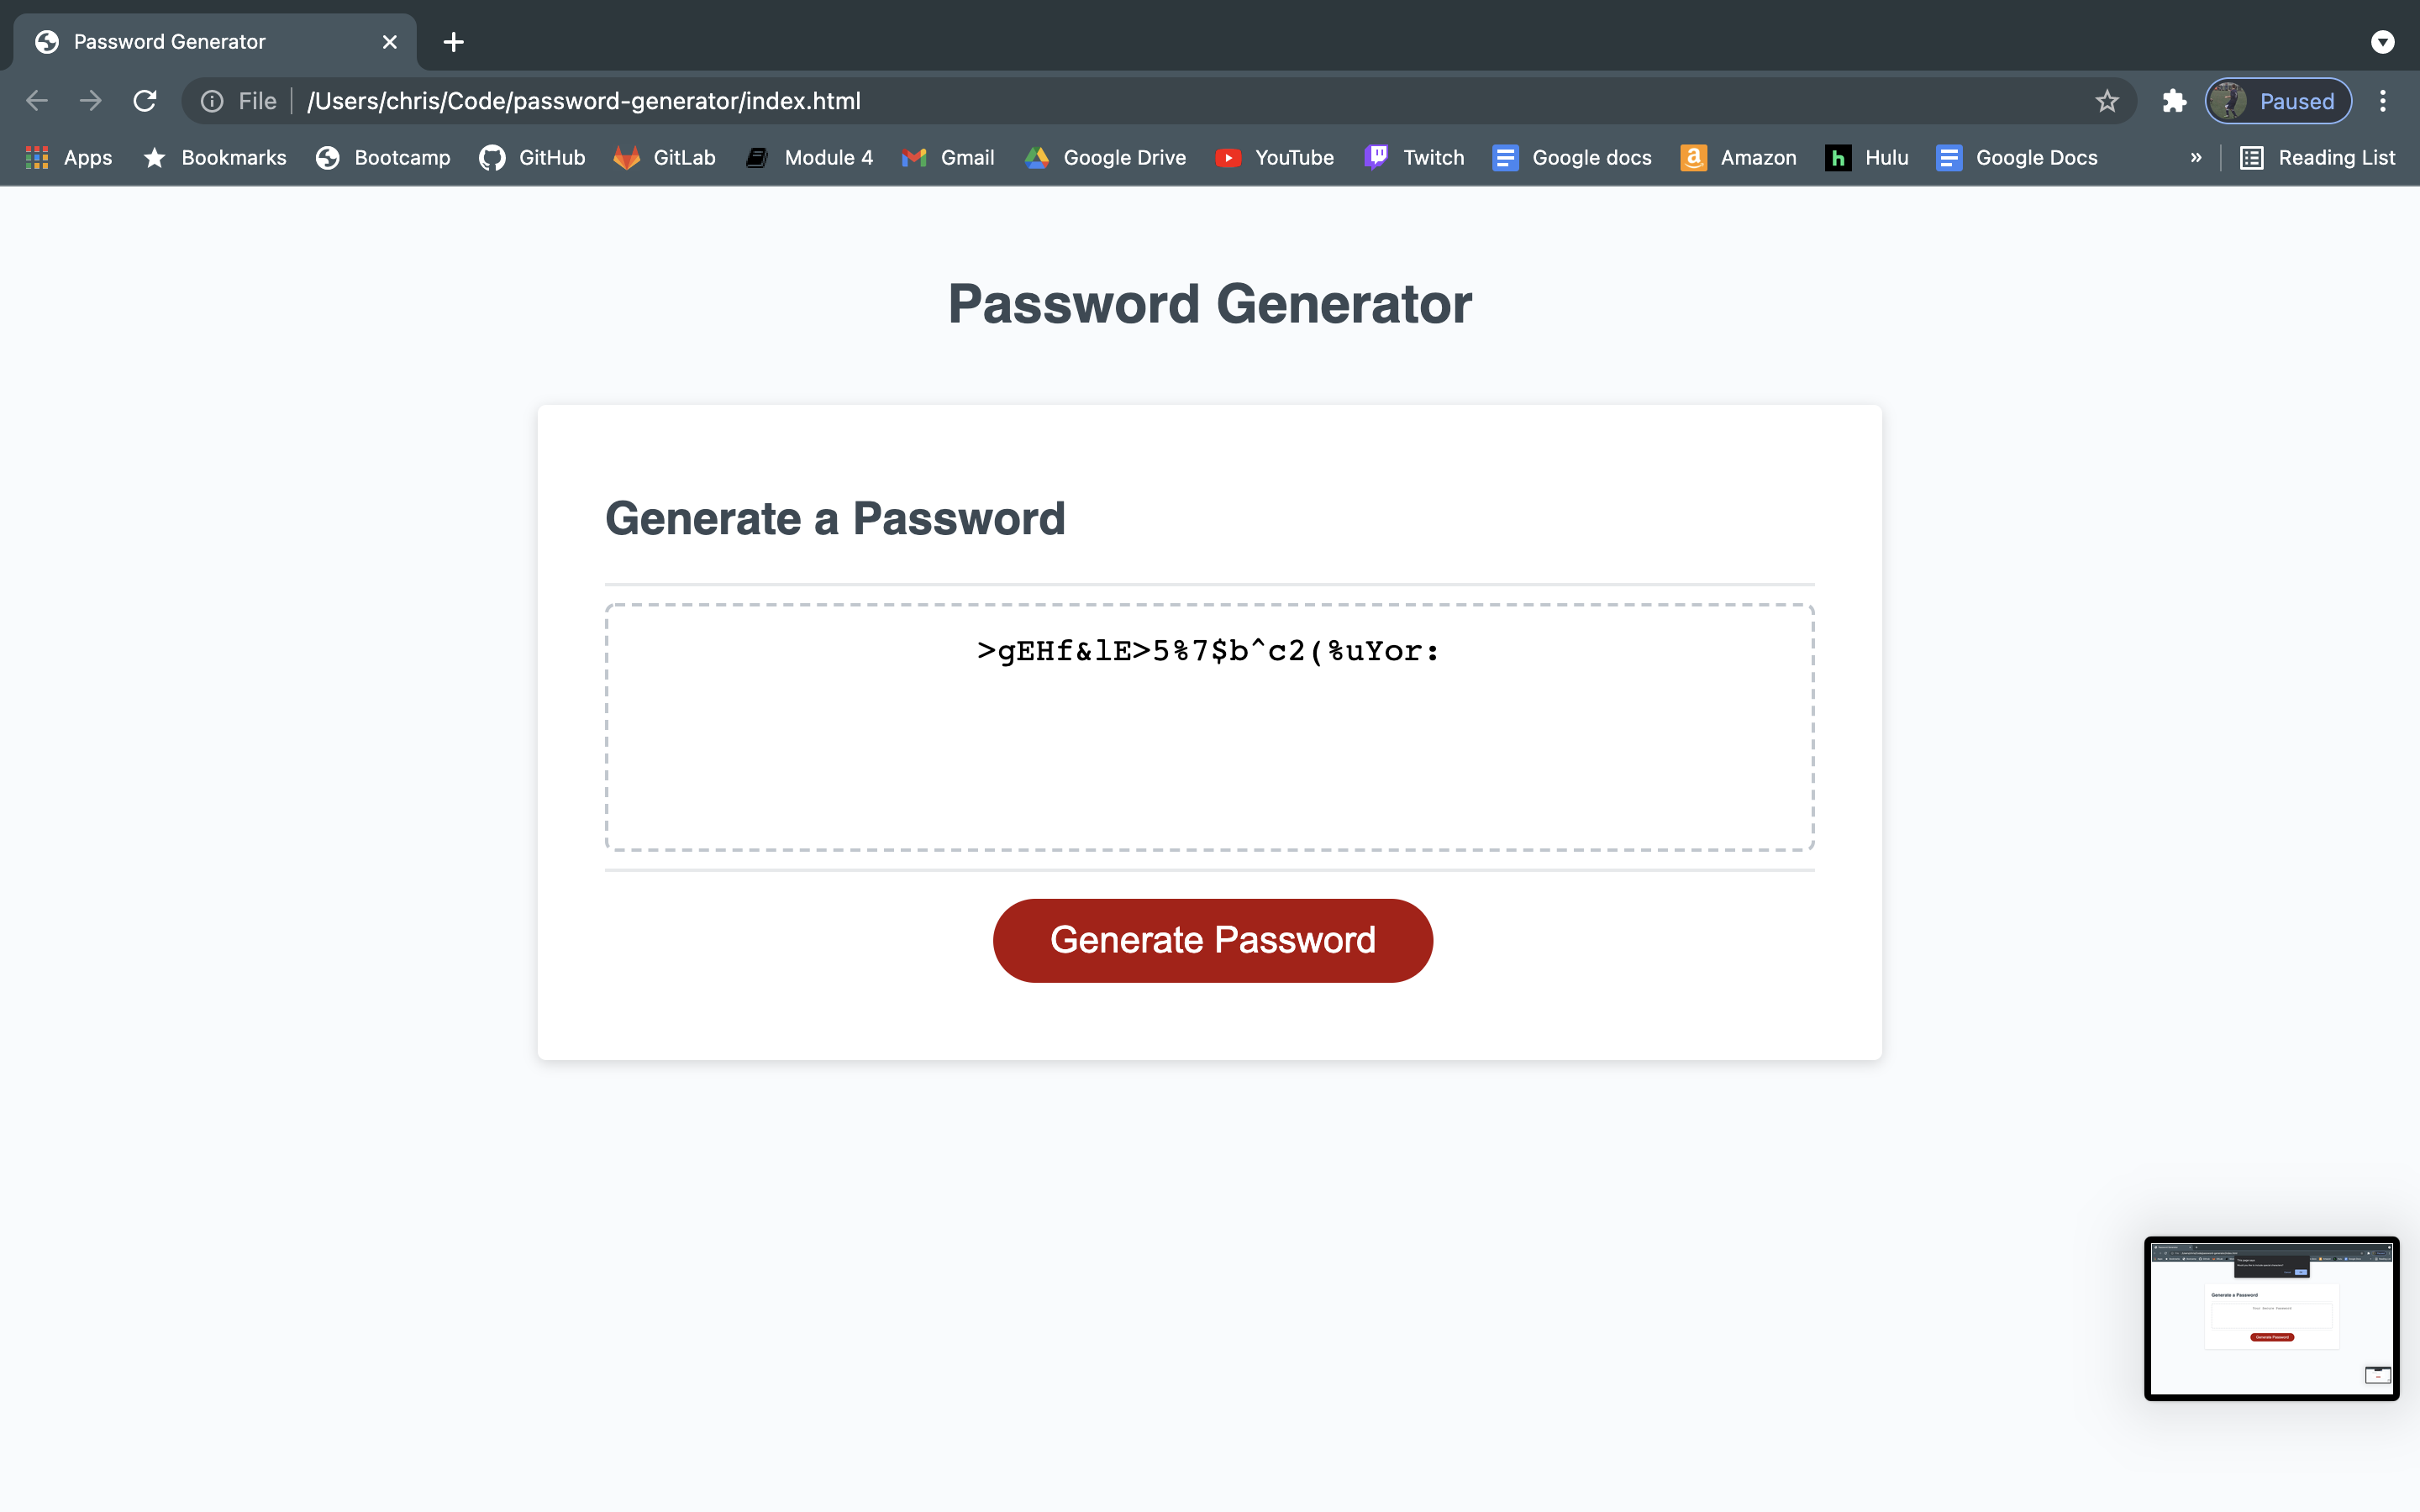 Password Generator
File /Users/chris/Code/password-generator/index.html
Paused
Apps Bookmarks Bootcamp GitHub GitLab Module 4 Gmail Google Drive YouTube Twitch Google docs Amazon Hulu Google Docs » Reading List
Password Generator
Generate a Password
>gEHf&lE>5%7$b^c2(%uYor:
Generate Password
Generate a Password
Generate Password